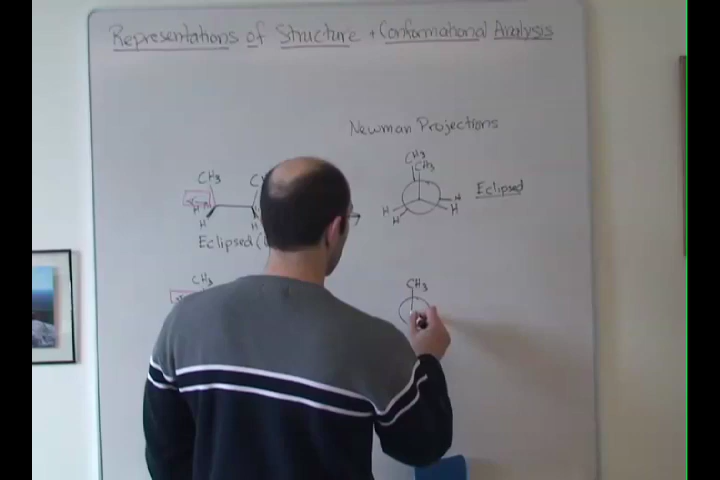 Representations of Structure + Conformational Analysis
Newman Projections
CH3
CH3
CH3
Eclipsed
H
H
H
H
H
H
Eclipsed
CH3
CH3